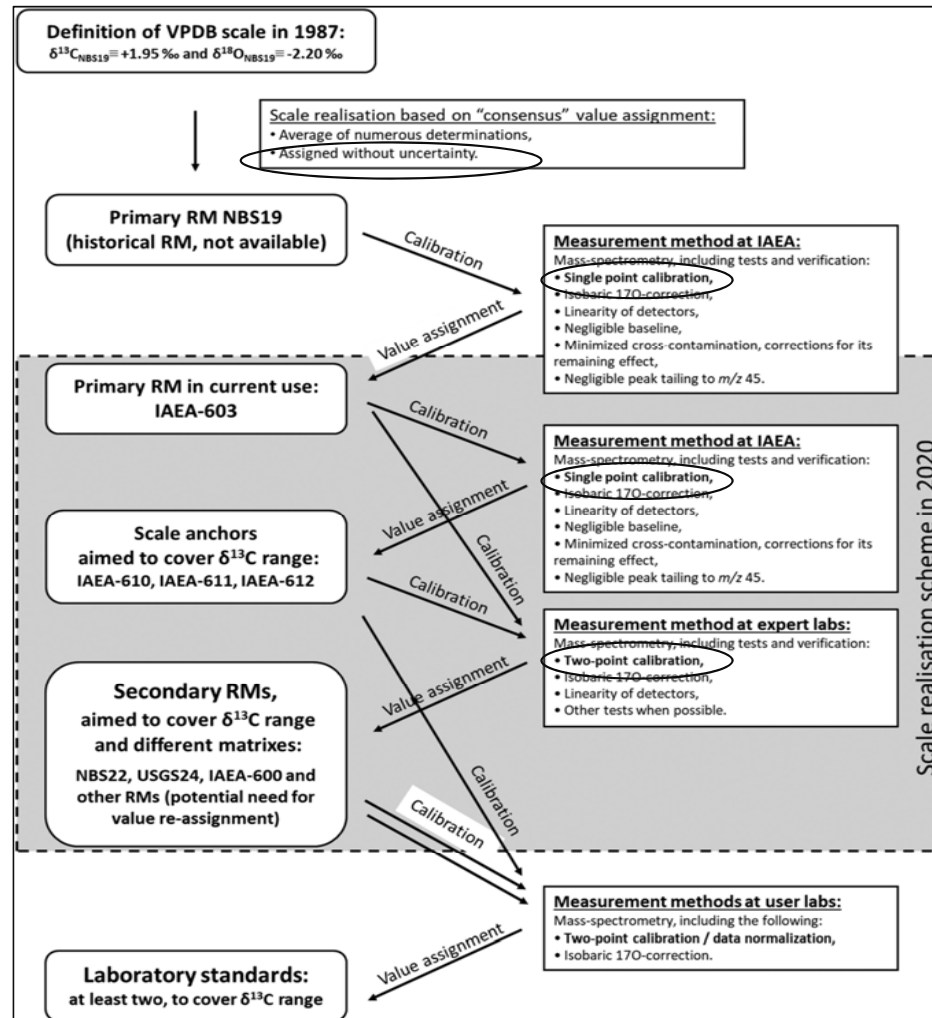 Definition of VPDB scale in 1987:
δ¹³C_NBS19≡+1.95 ‰ and δ¹⁸O_NBS19≡-2.20 ‰
Scale realisation based on “consensus” value assignment:
• Average of numerous determinations,
• Assigned without uncertainty.
Primary RM NBS19
(historical RM, not available)
Calibration
Measurement method at IAEA:
Mass-spectrometry, including tests and verification:
• Single point calibration,
• Isobaric 17O-correction,
• Linearity of detectors,
• Negligible baseline,
• Minimized cross-contamination, corrections for its
remaining effect,
• Negligible peak tailing to m/z 45.
Value assignment
Primary RM in current use:
IAEA-603
Calibration
Measurement method at IAEA:
Mass-spectrometry, including tests and verification:
• Single point calibration,
• Isobaric 17O-correction,
• Linearity of detectors,
• Negligible baseline,
• Minimized cross-contamination, corrections for its
remaining effect,
• Negligible peak tailing to m/z 45.
Value assignment
Scale anchors
aimed to cover δ¹³C range:
IAEA-610, IAEA-611, IAEA-612
Calibration
Calibration
Measurement method at expert labs:
Mass-spectrometry, including tests and verification:
• Two-point calibration,
• Isobaric 17O-correction,
• Linearity of detectors,
• Other tests when possible.
Value assignment
Secondary RMs,
aimed to cover δ¹³C range
and different matrixes:
NBS22, USGS24, IAEA-600 and
other RMs (potential need for
value re-assignment)
Calibration
Calibration
Scale realisation scheme in 2020
Measurement methods at user labs:
Mass-spectrometry, including the following:
• Two-point calibration / data normalization,
• Isobaric 17O-correction.
Value assignment
Laboratory standards:
at least two, to cover δ¹³C range